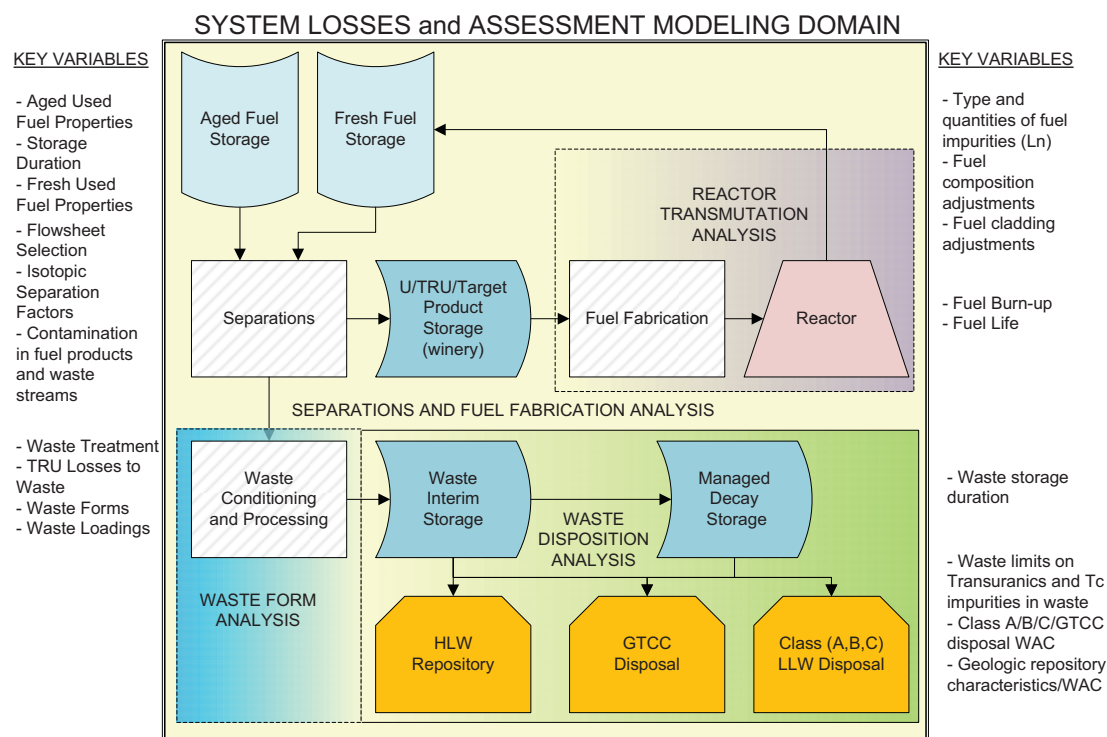 SYSTEM LOSSES and ASSESSMENT MODELING DOMAIN
KEY VARIABLES
- Aged Used
Fuel Properties
- Storage
Duration
- Fresh Used
Fuel Properties
- Flowsheet
Selection
- Isotopic
Separation
Factors
- Contamination
in fuel products
and waste
streams
- Waste Treatment
- TRU Losses to
Waste
- Waste Forms
- Waste Loadings
Aged Fuel
Storage
Fresh Fuel
Storage
REACTOR
TRANSMUTATION
ANALYSIS
Separations
U/TRU/Target
Product
Storage
(winery)
Fuel Fabrication
Reactor
SEPARATIONS AND FUEL FABRICATION ANALYSIS
Waste
Conditioning
and Processing
Waste
Interim
Storage
Managed
Decay
Storage
WASTE
DISPOSITION
ANALYSIS
WASTE FORM
ANALYSIS
HLW
Repository
GTCC
Disposal
Class (A,B,C)
LLW Disposal
KEY VARIABLES
- Type and
quantities of fuel
impurities (Ln)
- Fuel
composition
adjustments
- Fuel cladding
adjustments
- Fuel Burn-up
- Fuel Life
- Waste storage
duration
- Waste limits on
Transuranics and Tc
impurities in waste
- Class A/B/C/GTCC
disposal WAC
- Geologic repository
characteristics/WAC